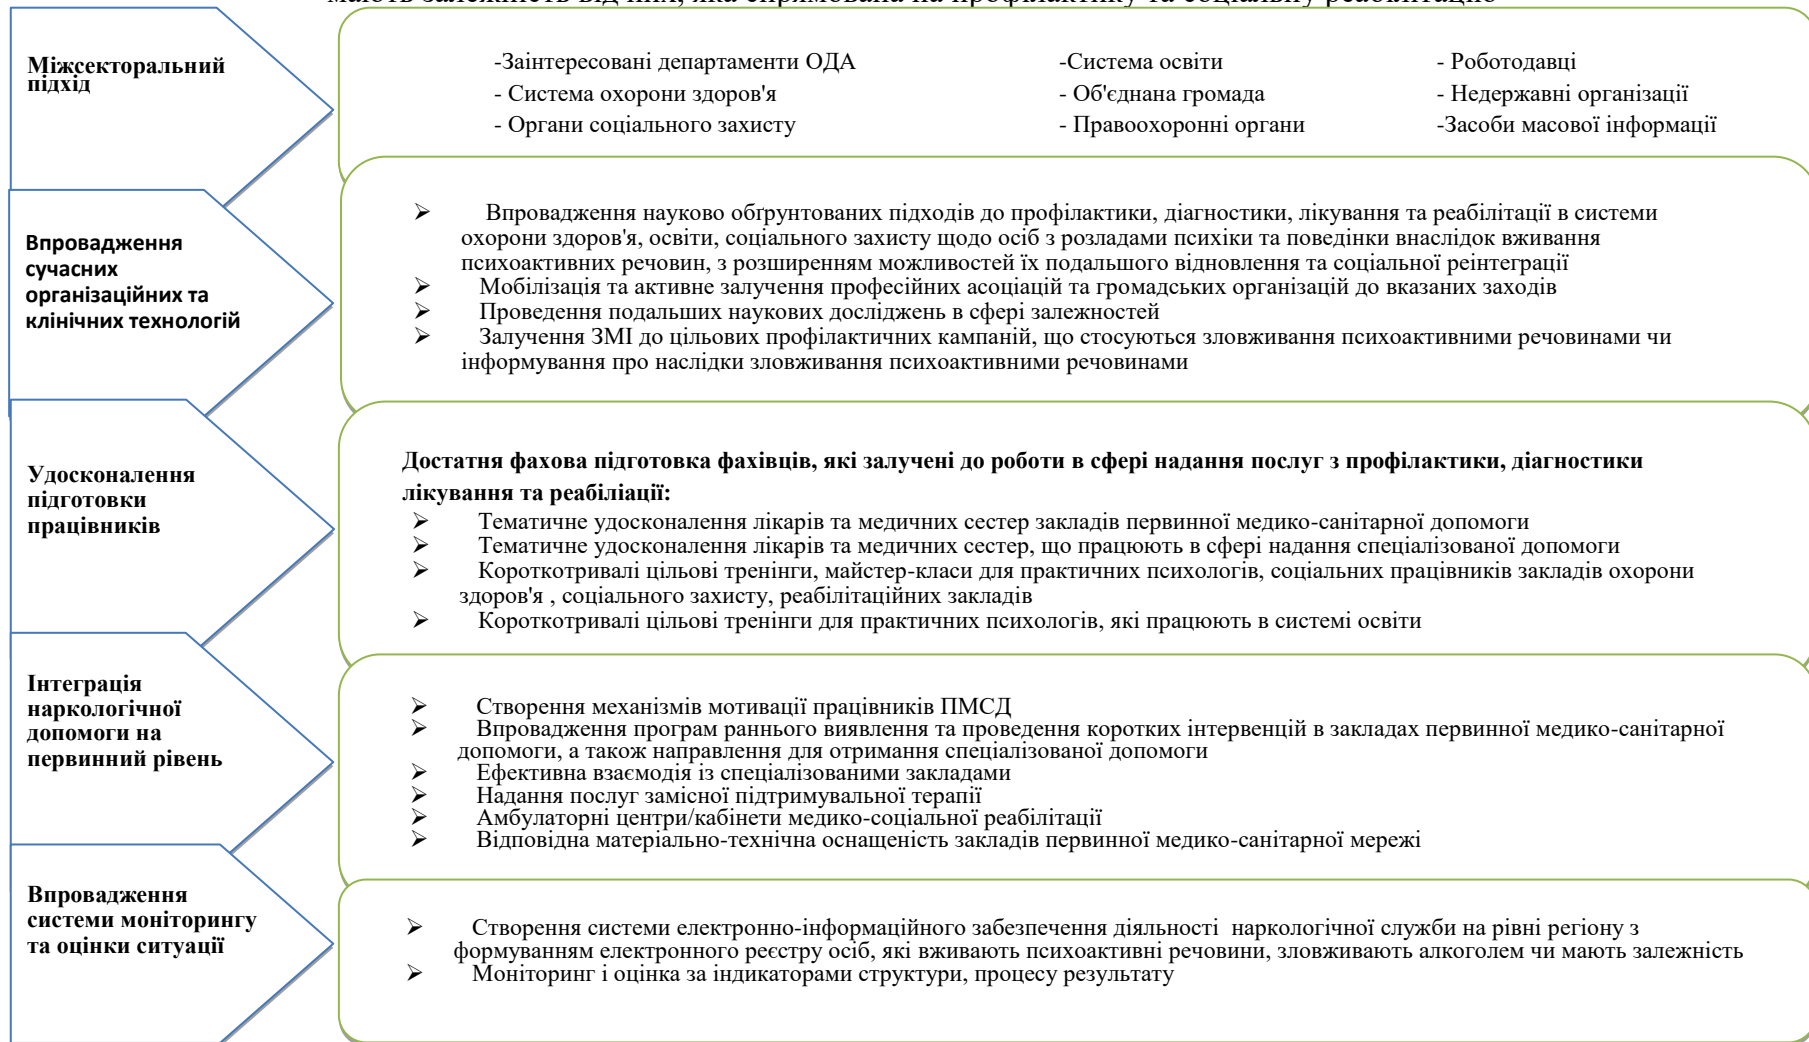 мають залежність від них, яка спрямована на профілактику та соціальну реабілітацію
Міжсекторальний
підхід
-Заінтересовані департаменти ОДА
- Система охорони здоров'я
- Органи соціального захисту
-Система освіти
- Об'єднана громада
- Правоохоронні органи
- Роботодавці
- Недержавні організації
-Засоби масової інформації
Впровадження
сучасних
організаційних та
клінічних технологій
➢ Впровадження науково обґрунтованих підходів до профілактики, діагностики, лікування та реабілітації в системи
охорони здоров'я, освіти, соціального захисту щодо осіб з розладами психіки та поведінки внаслідок вживання
психоактивних речовин, з розширенням можливостей їх подальшого відновлення та соціальної реінтеграції
➢ Мобілізація та активне залучення професійних асоціацій та громадських організацій до вказаних заходів
➢ Проведення подальших наукових досліджень в сфері залежностей
➢ Залучення ЗМІ до цільових профілактичних кампаній, що стосуються зловживання психоактивними речовинами чи
інформування про наслідки зловживання психоактивними речовинами
Удосконалення
підготовки
працівників
Достатня фахова підготовка фахівців, які залучені до роботи в сфері надання послуг з профілактики, діагностики
лікування та реабіліації:
➢ Тематичне удосконалення лікарів та медичних сестер закладів первинної медико-санітарної допомоги
➢ Тематичне удосконалення лікарів та медичних сестер, що працюють в сфері надання спеціалізованої допомоги
➢ Короткотривалі цільові тренінги, майстер-класи для практичних психологів, соціальних працівників закладів охорони
здоров'я , соціального захисту, реабілітаційних закладів
➢ Короткотривалі цільові тренінги для практичних психологів, які працюють в системі освіти
Інтеграція
наркологічної
допомоги на
первинний рівень
➢ Створення механізмів мотивації працівників ПМСД
➢ Впровадження програм раннього виявлення та проведення коротких інтервенцій в закладах первинної медико-санітарної
допомоги, а також направлення для отримання спеціалізованої допомоги
➢ Ефективна взаємодія із спеціалізованими закладами
➢ Надання послуг замісної підтримувальної терапії
➢ Амбулаторні центри/кабінети медико-соціальної реабілітації
➢ Відповідна матеріально-технічна оснащеність закладів первинної медико-санітарної мережі
Впровадження
системи моніторингу
та оцінки ситуації
➢ Створення системи електронно-інформаційного забезпечення діяльності наркологічної служби на рівні регіону з
формуванням електронного реєстру осіб, які вживають психоактивні речовини, зловживають алкоголем чи мають залежність
➢ Моніторинг і оцінка за індикаторами структури, процесу результату